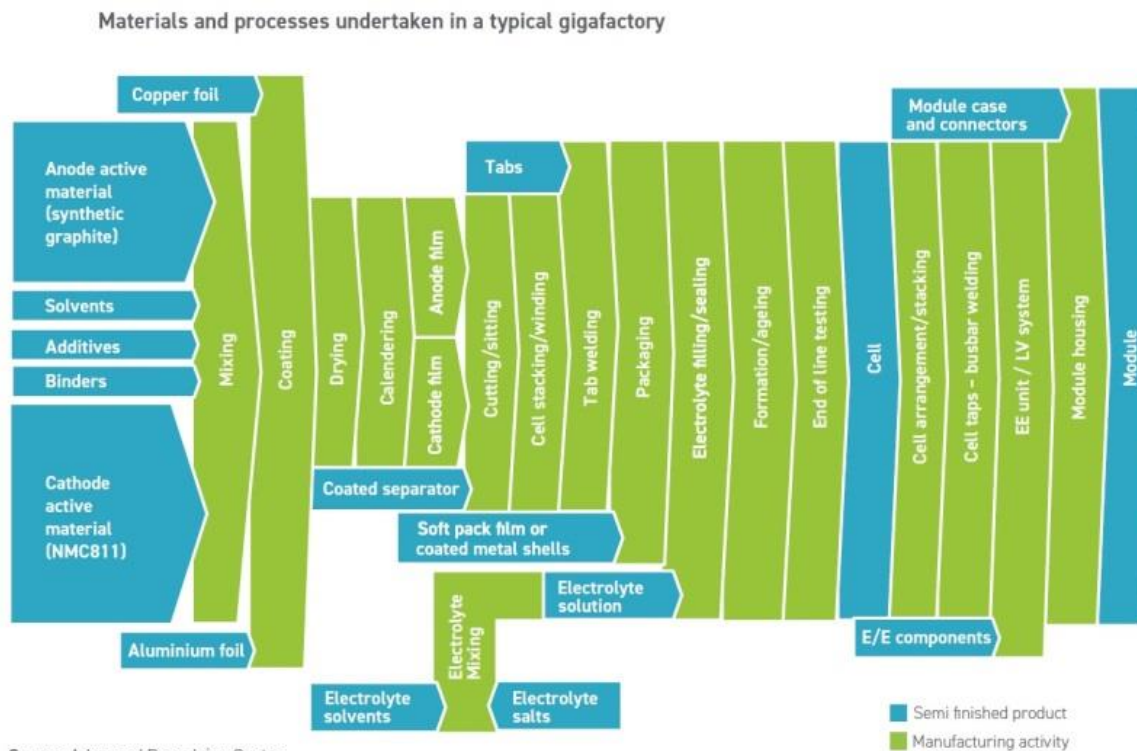 Materials and processes undertaken in a typical gigafactory
Copper foil
Anode active
material
(synthetic
graphite)
Solvents
Additives
Binders
Cathode
active
material
(NMC811)
Aluminium foil
Mixing
Coating
Drying
Calendering
Anode film
Cathode film
Coated separator
Tabs
Cutting/sitting
Cell stacking/winding
Tab welding
Soft pack film or
coated metal shells
Packaging
Electrolyte
solvents
Electrolyte
salts
Electrolyte
Mixing
Electrolyte
solution
Electrolyte filling/sealing
Formation/ageing
End of line testing
Cell
Module case
and connectors
Cell arrangement/stacking
Cell taps – busbar welding
EE unit / LV system
E/E components
Module housing
Module
Semi finished product
Manufacturing activity